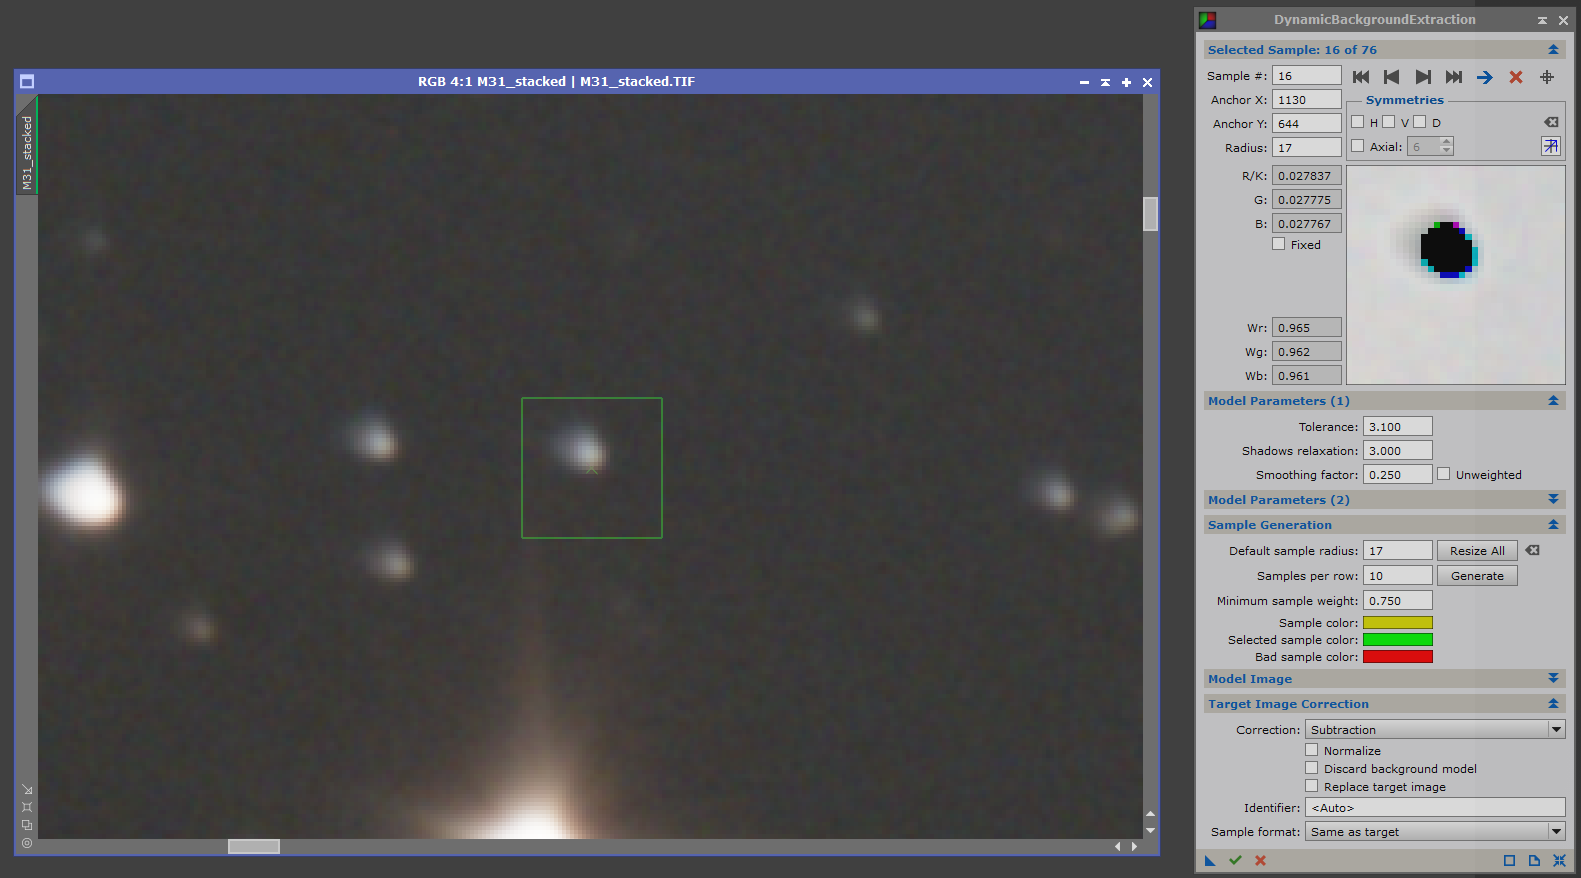 RGB 4:1 M31_stacked | M31_stacked.TIF
M31_stacked
DynamicBackgroundExtraction
Selected Sample: 16 of 76
Sample #: 16
Anchor X: 1130
Symmetries
Anchor Y: 644
H V D
Radius: 17
Axial: 6
R/K: 0.027837
G: 0.027775
B: 0.027767
Fixed
Wr: 0.965
Wg: 0.962
Wb: 0.961
Model Parameters (1)
Tolerance: 3.100
Shadows relaxation: 3.000
Smoothing factor: 0.250 Unweighted
Model Parameters (2)
Sample Generation
Default sample radius: 17 Resize All
Samples per row: 10 Generate
Minimum sample weight: 0.750
Sample color:
Selected sample color:
Bad sample color:
Model Image
Target Image Correction
Correction: Subtraction
Normalize
Discard background model
Replace target image
Identifier: <Auto>
Sample format: Same as target